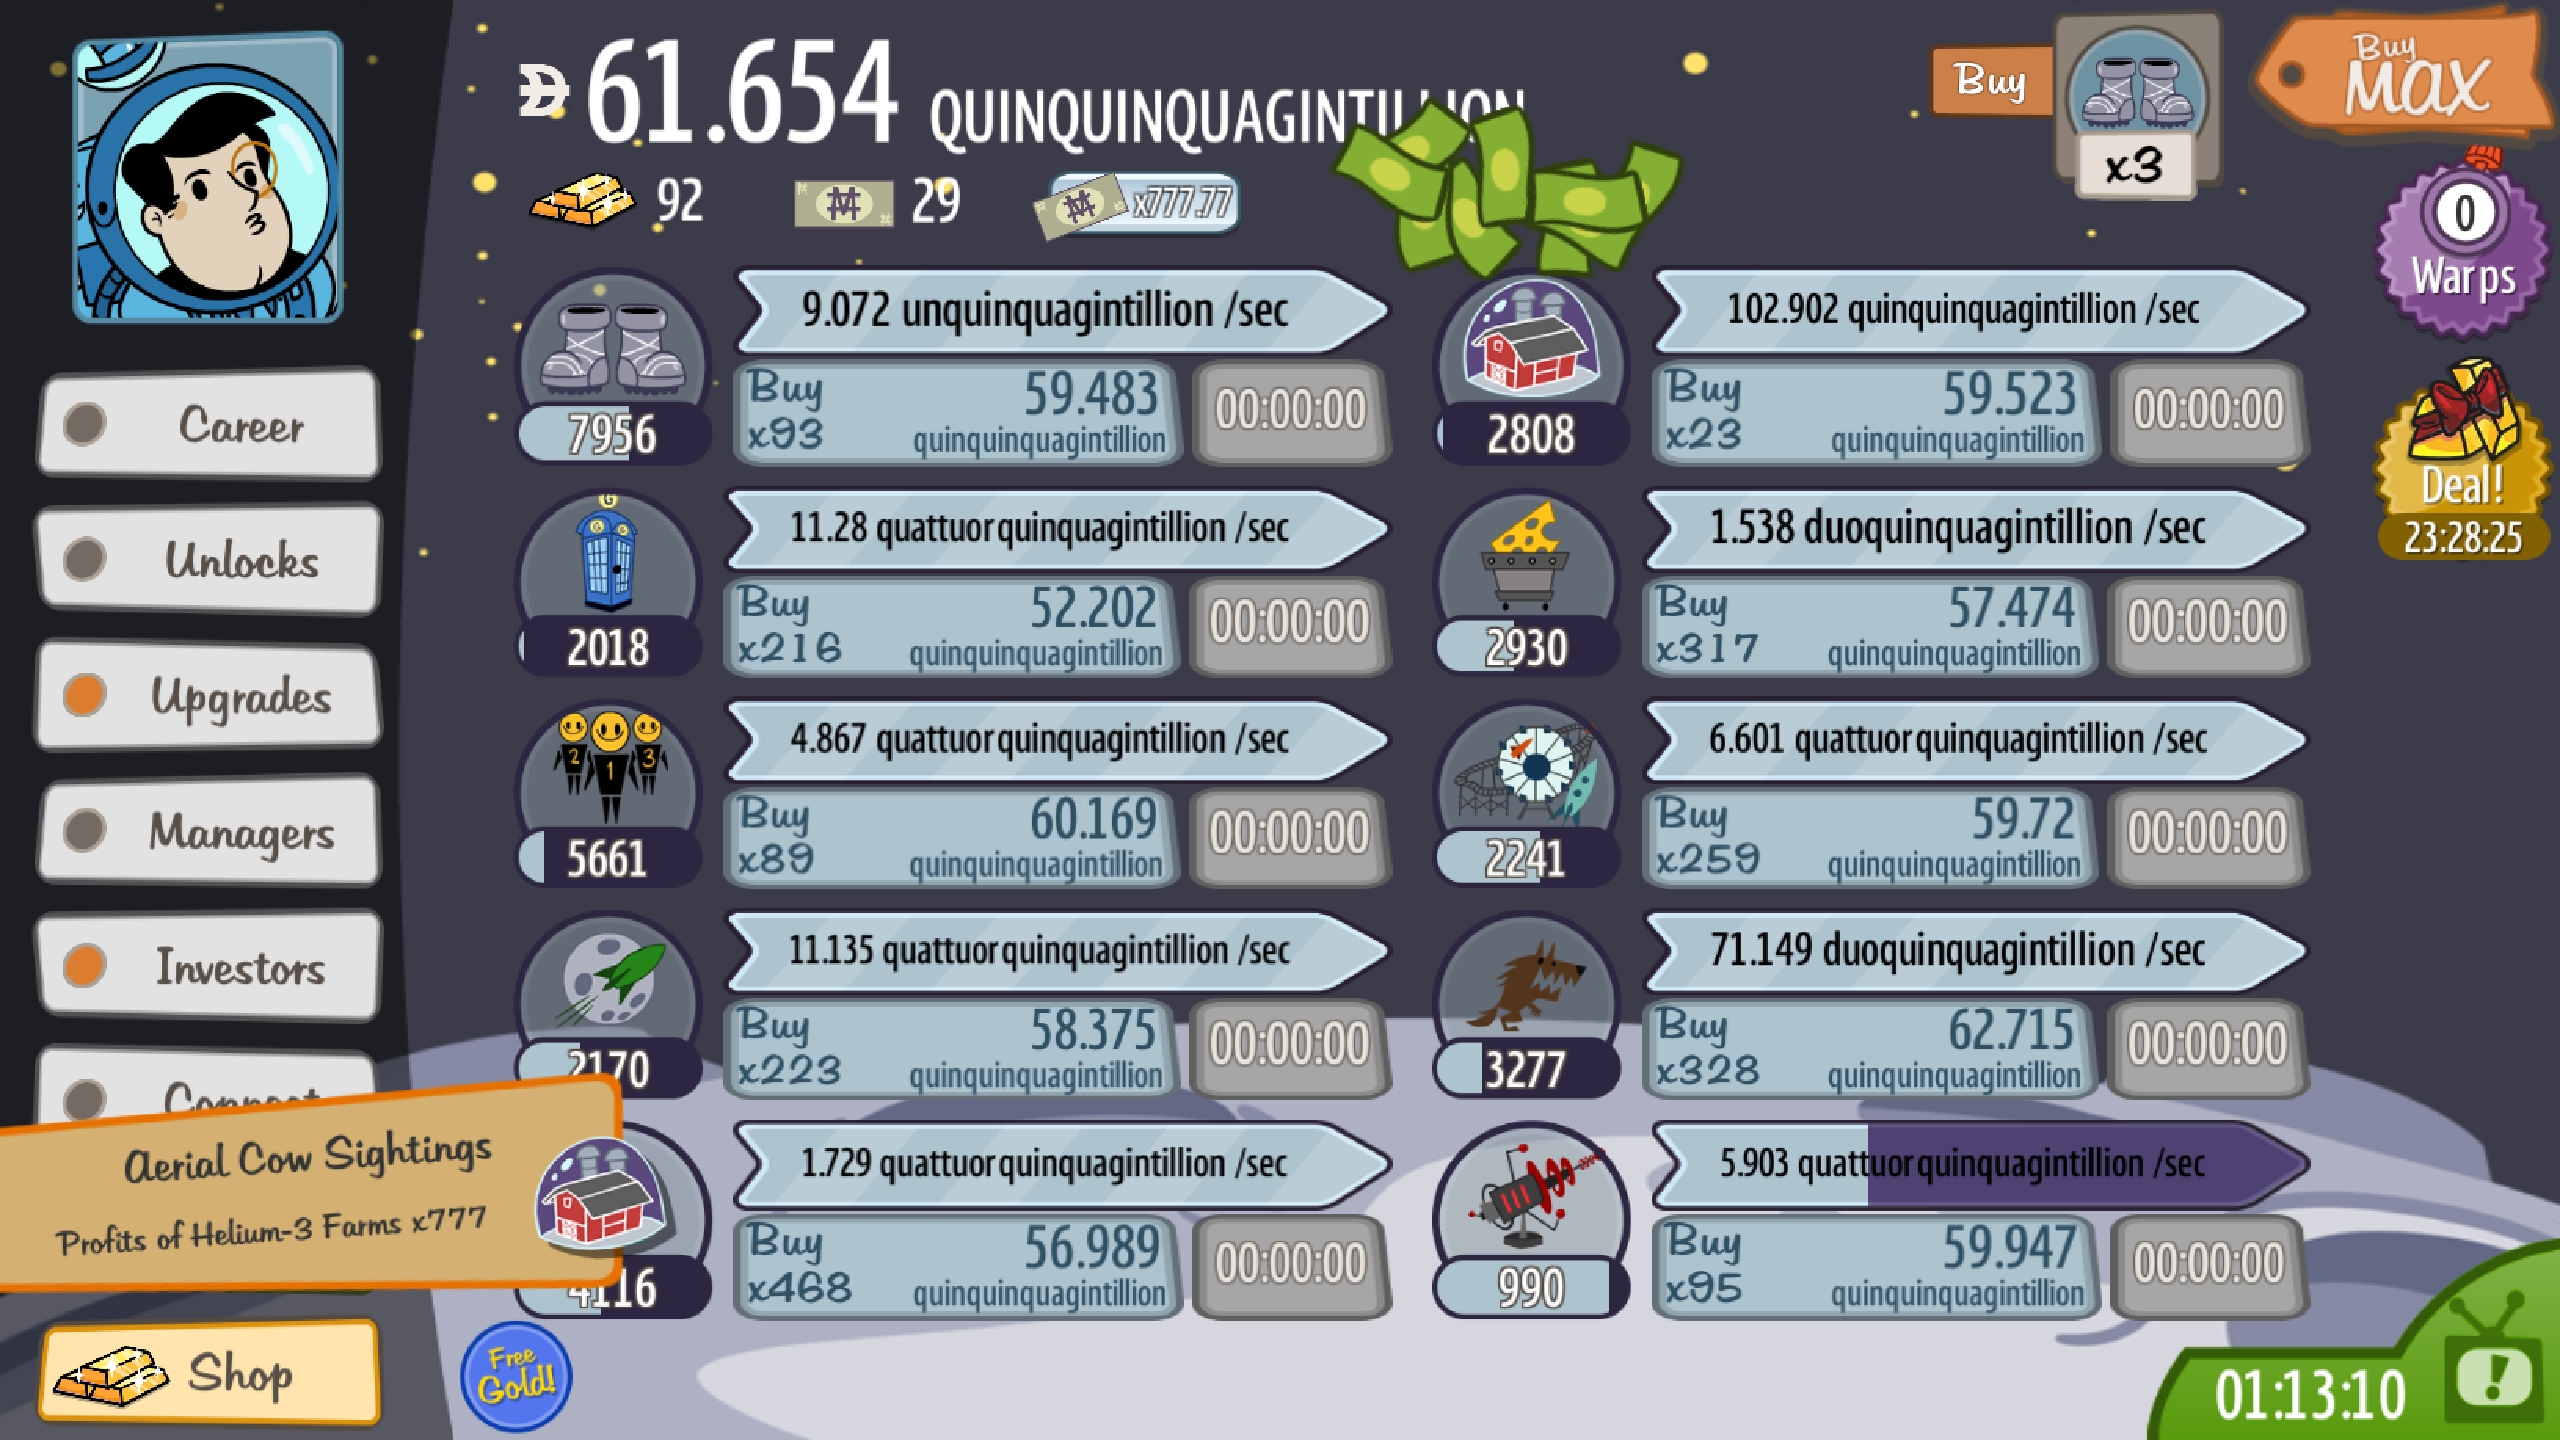 61.654 QUINQUINQUAGINTILLION
92
29
x777.77
Buy
x3
Buy
MAX
0
Warps
Deal!
23:28:25
Career
Unlocks
Upgrades
Managers
Investors
Connect
Aerial Cow Sightings
Profits of Helium-3 Farms x777
Shop
Free
Gold!
9.072 unquinquagintillion /sec
7956
Buy
x93
59.483
quinquinquagintillion
00:00:00
102.902 quinquinquagintillion /sec
2808
Buy
x23
59.523
quinquinquagintillion
00:00:00
G
11.28 quattuorquinquagintillion /sec
2018
Buy
x216
52.202
quinquinquagintillion
00:00:00
1.538 duoquinquagintillion /sec
2930
Buy
x317
57.474
quinquinquagintillion
00:00:00
2 1 3
4.867 quattuorquinquagintillion /sec
5661
Buy
x89
60.169
quinquinquagintillion
00:00:00
6.601 quattuorquinquagintillion /sec
2241
Buy
x259
59.72
quinquinquagintillion
00:00:00
11.135 quattuorquinquagintillion /sec
2170
Buy
x223
58.375
quinquinquagintillion
00:00:00
71.149 duoquinquagintillion /sec
3277
Buy
x328
62.715
quinquinquagintillion
00:00:00
1.729 quattuorquinquagintillion /sec
4116
Buy
x468
56.989
quinquinquagintillion
00:00:00
5.903 quattuorquinquagintillion /sec
990
Buy
x95
59.947
quinquinquagintillion
00:00:00
01:13:10
!